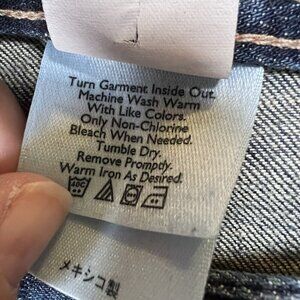 Turn Garment Inside Out.
Machine Wash Warm
With Like Colors.
Only Non-Chlorine
Bleach When Needed.
Tumble Dry.
Remove Promptly.
Warm Iron As Desired.
40C
メキシコ製